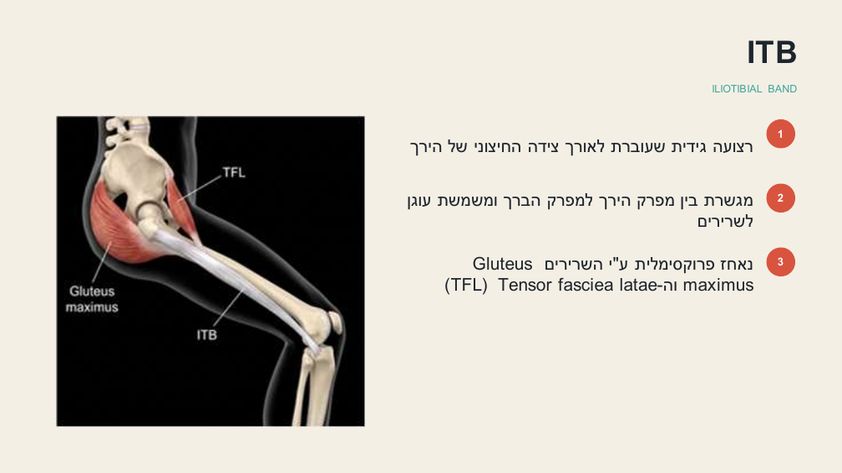 ITB
ILIOTIBIAL BAND
1
רצועה גידית שעוברת לאורך צידה החיצוני של הירך
2
מגשרת בין מפרק הירך למפרק הברך ומשמשת עוגן
לשרירים
3
נאחז פרוקסימלית ע"י השרירים Gluteus
maximus וה-Tensor fasciea latae (TFL)
TFL
Gluteus
maximus
ITB